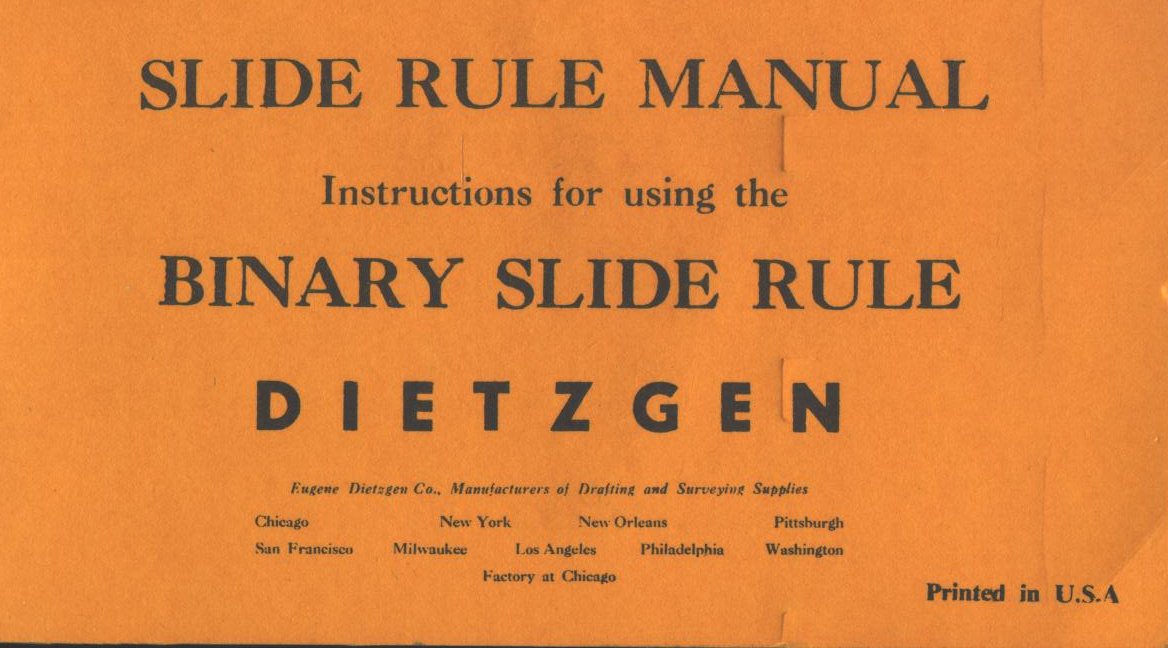 SLIDE RULE MANUAL
Instructions for using the
BINARY SLIDE RULE
DIETZGEN
Eugene Dietzgen Co., Manufacturers of Drafting and Surveying Supplies
Chicago New York New Orleans Pittsburgh
San Francisco Milwaukee Los Angeles Philadelphia Washington
Factory at Chicago
Printed in U.S.A